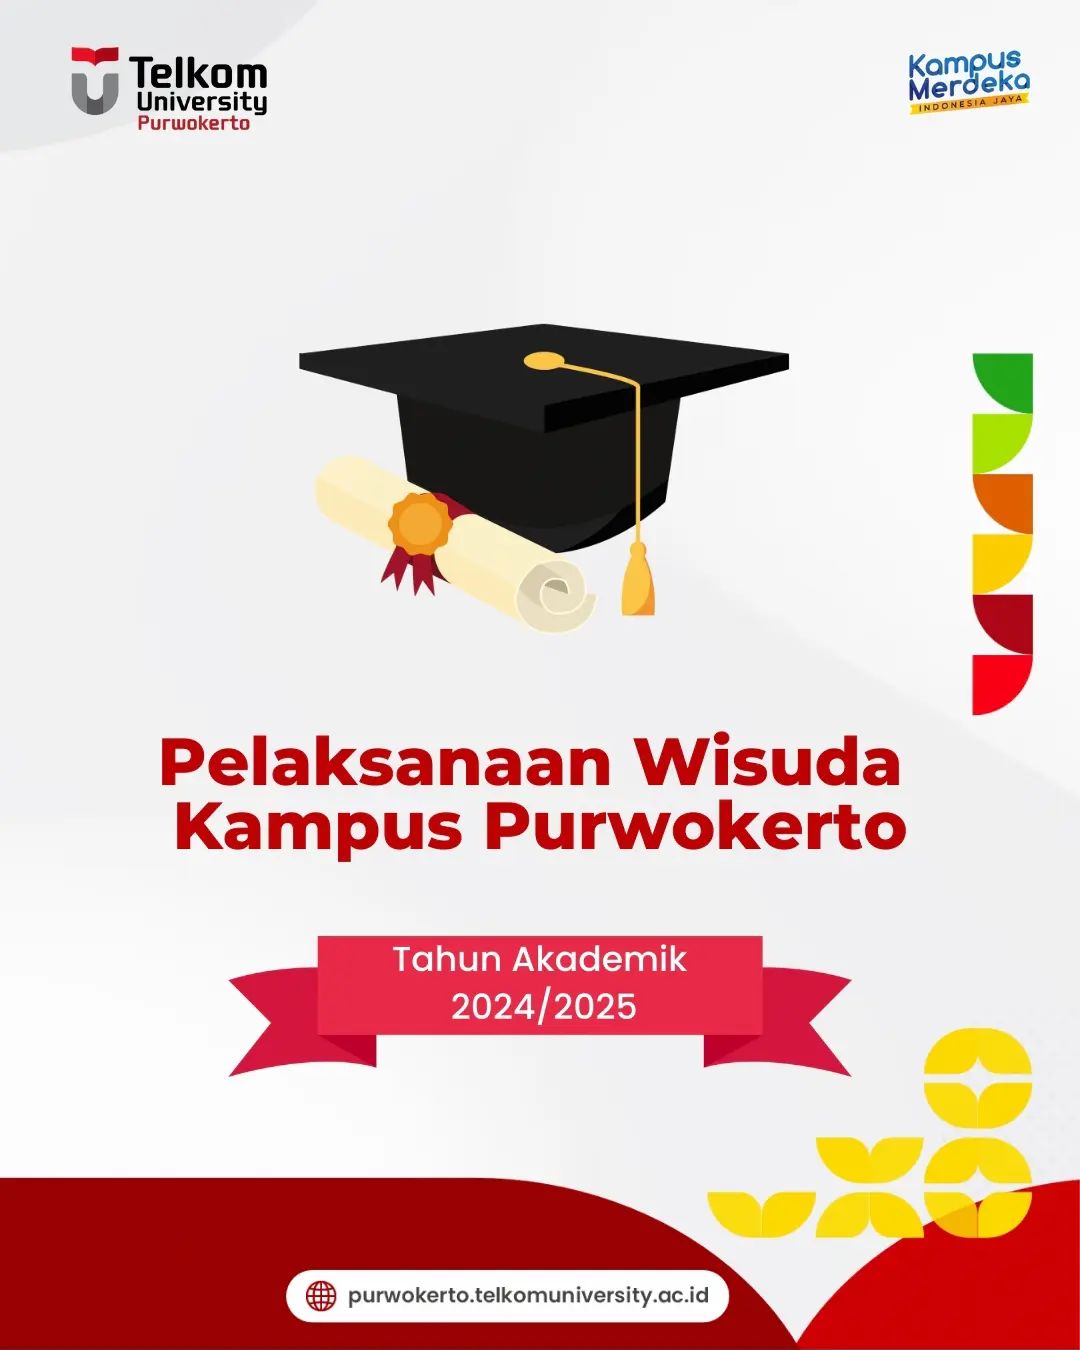 Telkom
University
Purwokerto
Kampus
Merdeka
INDONESIA JAYA
Pelaksanaan Wisuda
Kampus Purwokerto
Tahun Akademik
2024/2025
purwokerto.telkomuniversity.ac.id